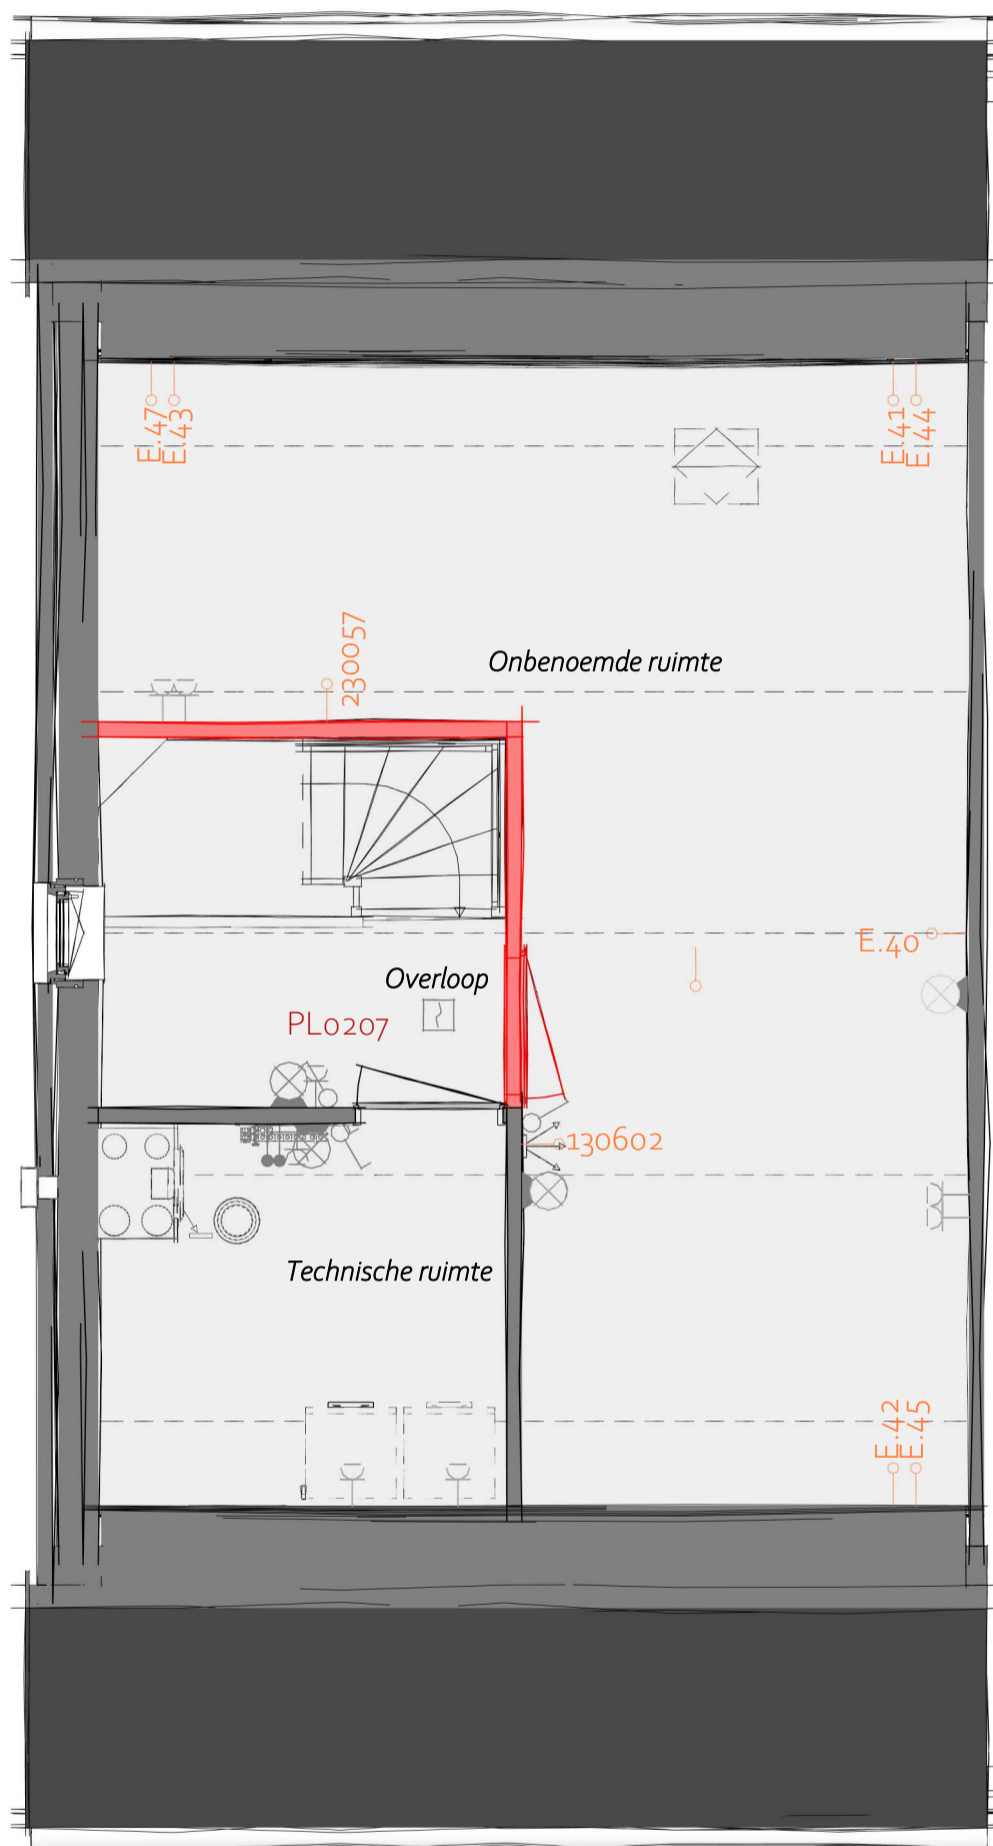 E.47
E.43
E.41
E.44
230057
Onbenoemde ruimte
E.40
Overloop
PL0207
130602
Technische ruimte
E.42
E.45